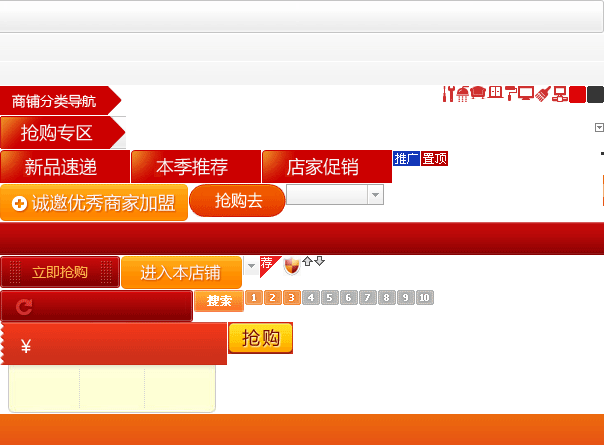 商铺分类导航
抢购专区
新品速递 本季推荐 店家促销 推广 置顶
诚邀优秀商家加盟 抢购去
立即抢购 进入本店铺 荐
搜索 1 2 3 4 5 6 7 8 9 10
¥ 抢购